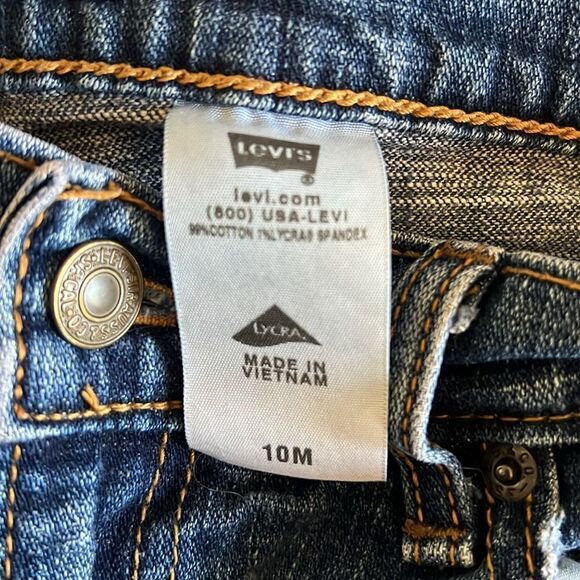 Levi's
®
levi.com
(800) USA-LEVI
99%COTTON 1%LYCRA® SPANDEX
LYCRA.
MADE IN
VIETNAM
10M